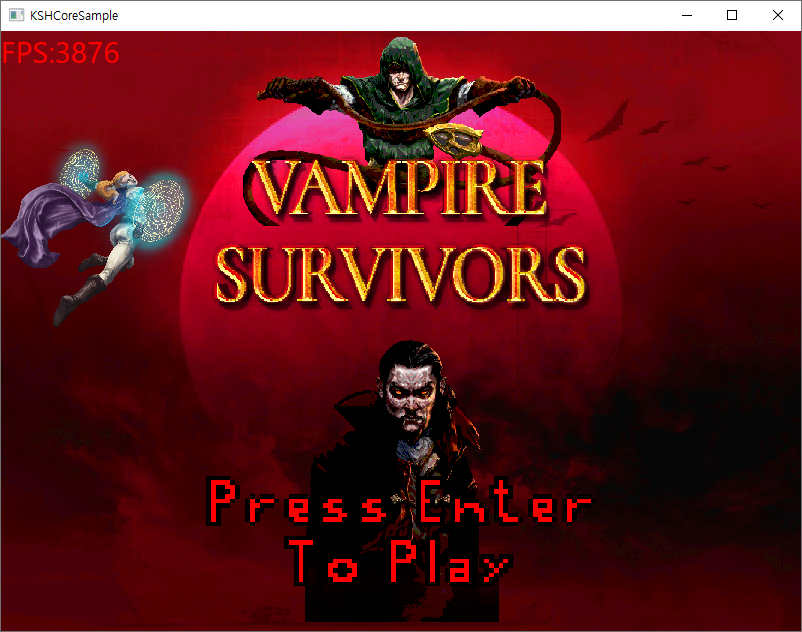 KSHCoreSample
FPS:3876
VAMPIRE
SURVIVORS
Press Enter
To Play